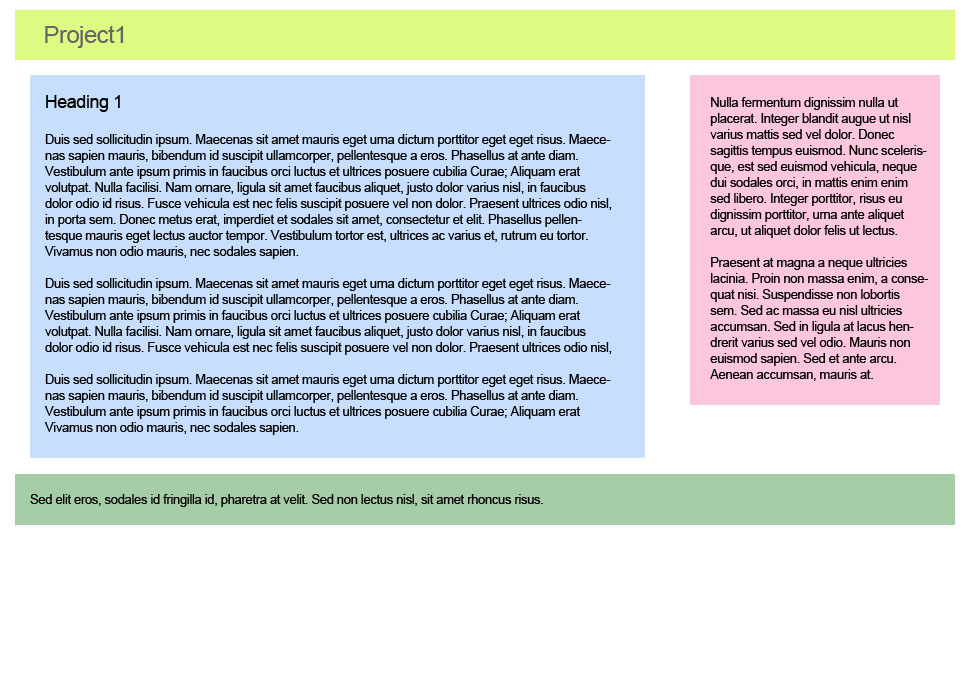 Project1
Heading 1
Duis sed sollicitudin ipsum. Maecenas sit amet mauris eget urna dictum porttitor eget eget risus. Maece-
nas sapien mauris, bibendum id suscipit ullamcorper, pellentesque a eros. Phasellus at ante diam.
Vestibulum ante ipsum primis in faucibus orci luctus et ultrices posuere cubilia Curae; Aliquam erat
volutpat. Nulla facilisi. Nam ornare, ligula sit amet faucibus aliquet, justo dolor varius nisl, in faucibus
dolor odio id risus. Fusce vehicula est nec felis suscipit posuere vel non dolor. Praesent ultrices odio nisl,
in porta sem. Donec metus erat, imperdiet et sodales sit amet, consectetur et elit. Phasellus pellen-
tesque mauris eget lectus auctor tempor. Vestibulum tortor est, ultrices ac varius et, rutrum eu tortor.
Vivamus non odio mauris, nec sodales sapien.
Duis sed sollicitudin ipsum. Maecenas sit amet mauris eget urna dictum porttitor eget eget risus. Maece-
nas sapien mauris, bibendum id suscipit ullamcorper, pellentesque a eros. Phasellus at ante diam.
Vestibulum ante ipsum primis in faucibus orci luctus et ultrices posuere cubilia Curae; Aliquam erat
volutpat. Nulla facilisi. Nam ornare, ligula sit amet faucibus aliquet, justo dolor varius nisl, in faucibus
dolor odio id risus. Fusce vehicula est nec felis suscipit posuere vel non dolor. Praesent ultrices odio nisl,
Duis sed sollicitudin ipsum. Maecenas sit amet mauris eget urna dictum porttitor eget eget risus. Maece-
nas sapien mauris, bibendum id suscipit ullamcorper, pellentesque a eros. Phasellus at ante diam.
Vestibulum ante ipsum primis in faucibus orci luctus et ultrices posuere cubilia Curae; Aliquam erat
Vivamus non odio mauris, nec sodales sapien.
Nulla fermentum dignissim nulla ut
placerat. Integer blandit augue ut nisl
varius mattis sed vel dolor. Donec
sagittis tempus euismod. Nunc sceleris-
que, est sed euismod vehicula, neque
dui sodales orci, in mattis enim enim
sed libero. Integer porttitor, risus eu
dignissim porttitor, urna ante aliquet
arcu, ut aliquet dolor felis ut lectus.
Praesent at magna a neque ultricies
lacinia. Proin non massa enim, a conse-
quat nisi. Suspendisse non lobortis
sem. Sed ac massa eu nisl ultricies
accumsan. Sed in ligula at lacus hen-
drerit varius sed vel odio. Mauris non
euismod sapien. Sed et ante arcu.
Aenean accumsan, mauris at.
Sed elit eros, sodales id fringilla id, pharetra at velit. Sed non lectus nisl, sit amet rhoncus risus.